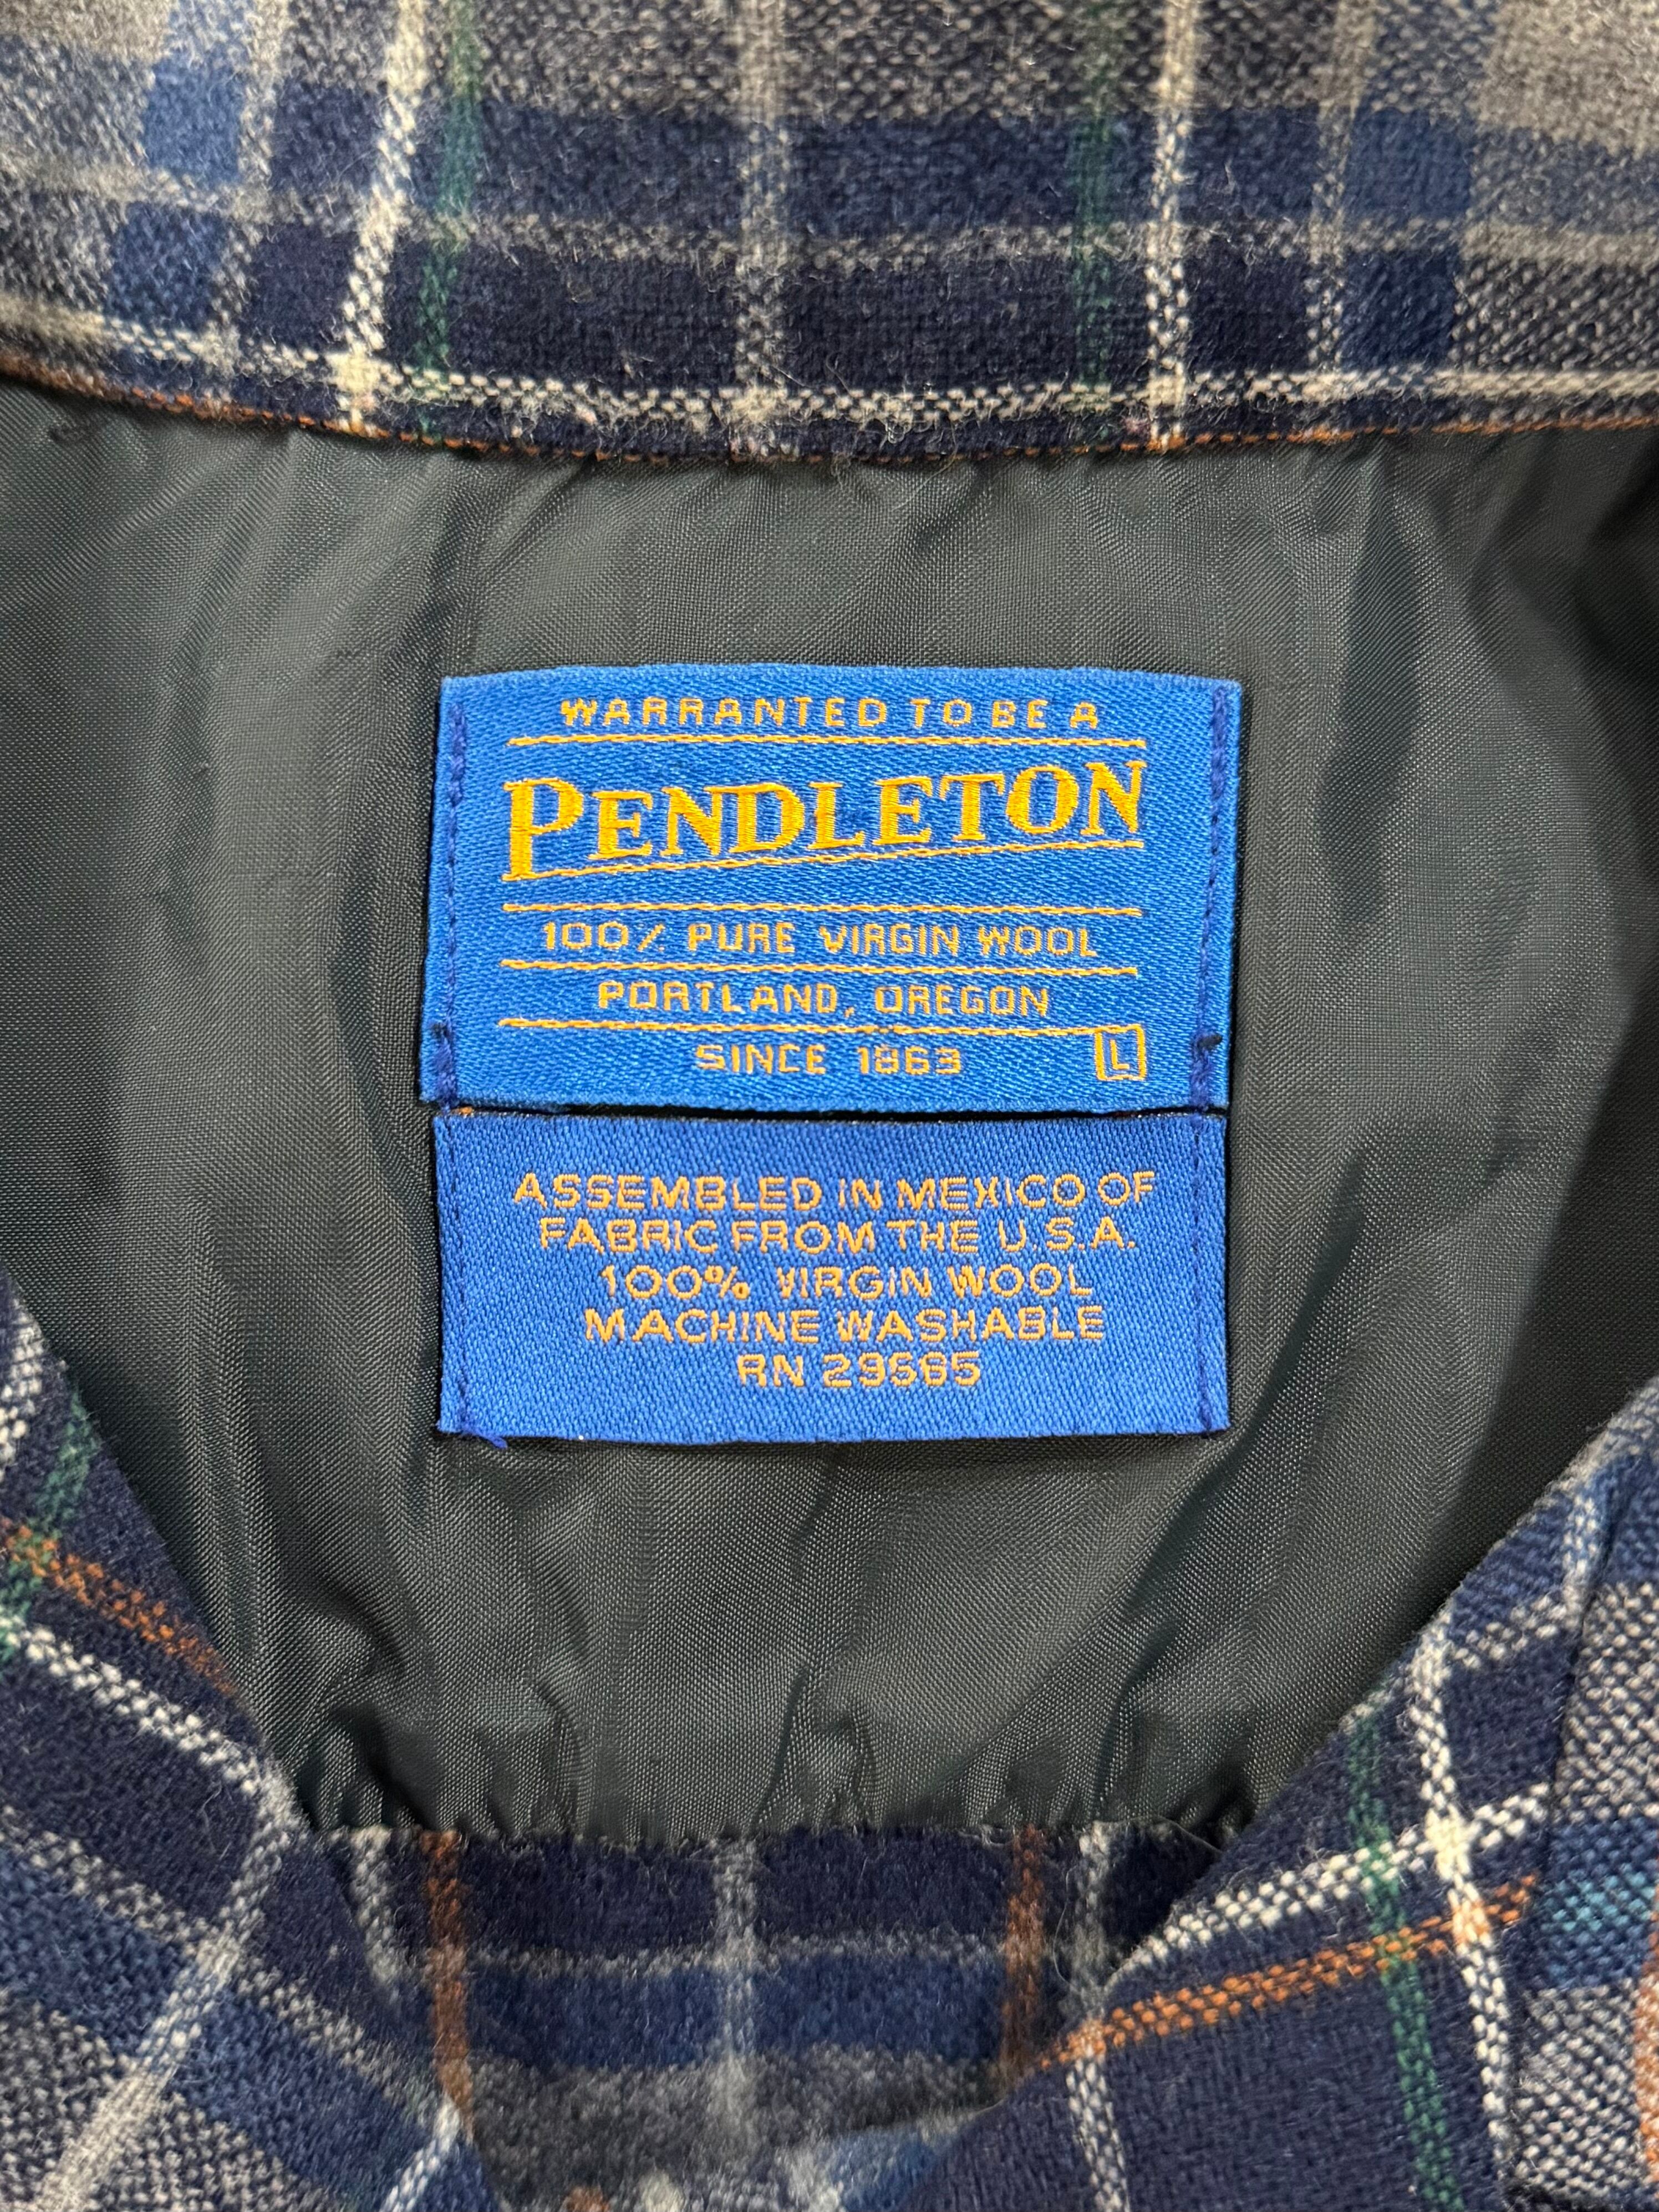 WARRANTED TO BE A
PENDLETON
100% PURE VIRGIN WOOL
PORTLAND, OREGON
SINCE 1863 L
ASSEMBLED IN MEXICO OF
FABRIC FROM THE U.S.A.
100% VIRGIN WOOL
MACHINE WASHABLE
RN 29685